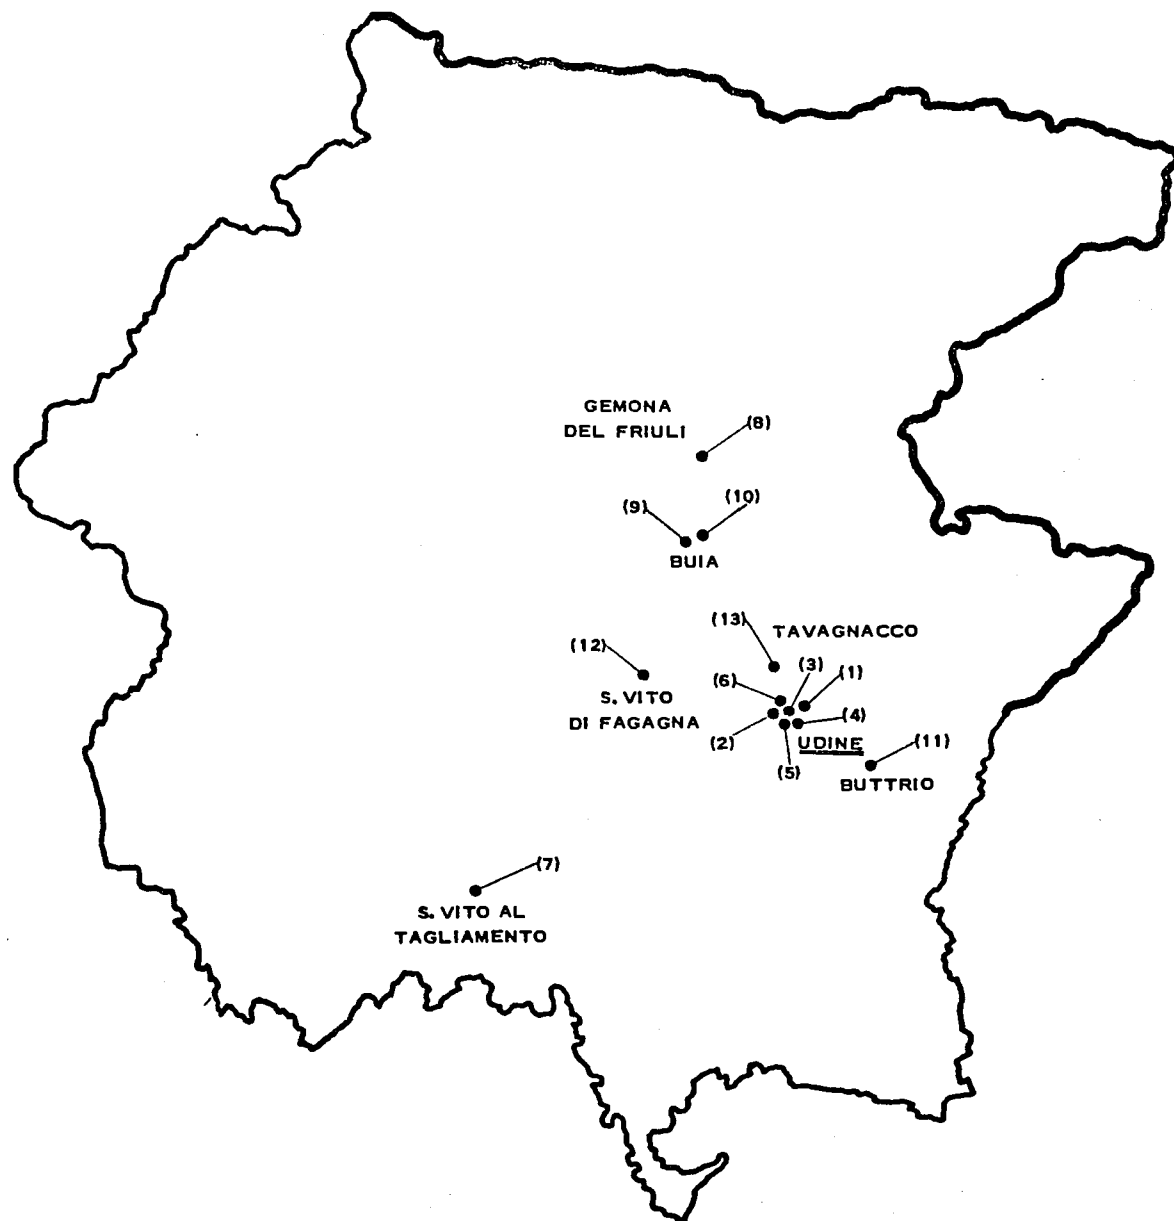 GEMONA
DEL FRIULI
(8)
(9)
(10)
BUIA
(13)
TAVAGNACCO
(12)
(3)
(1)
(6)
S. VITO
DI FAGAGNA
(4)
(2)
UDINE
(11)
(5)
BUTTRIO
(7)
S. VITO AL
TAGLIAMENTO